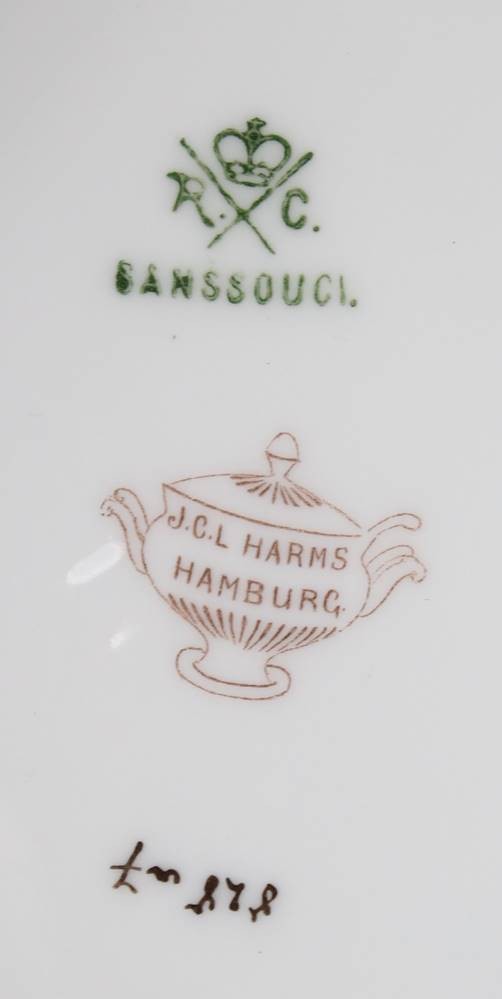 R. C.
SANSSOUCI.
J.C.L HARMS
HAMBURG.